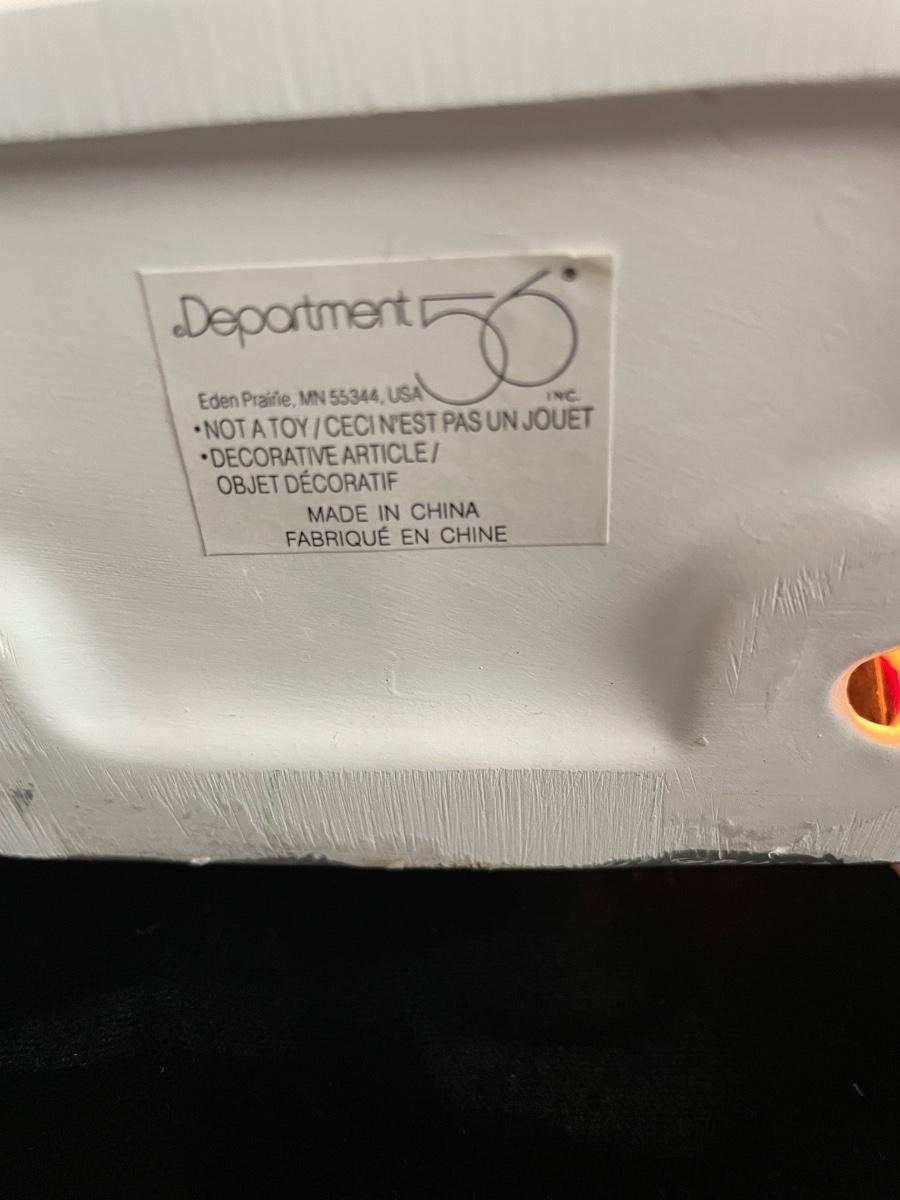 Department 56
Eden Prairie, MN 55344, USA INC.
•NOT A TOY / CECI N'EST PAS UN JOUET
•DECORATIVE ARTICLE /
OBJET DÉCORATIF
MADE IN CHINA
FABRIQUÉ EN CHINE